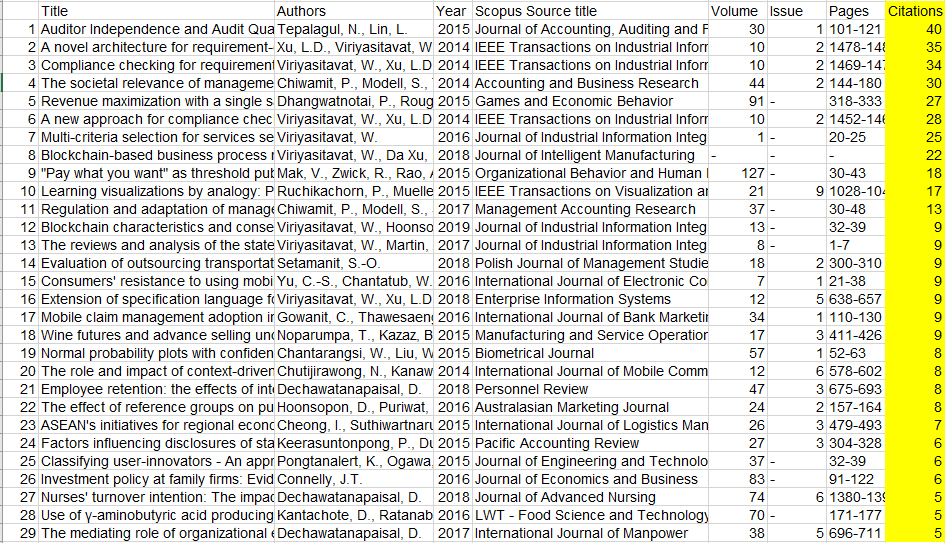 Title Authors Year Scopus Source title Volume Issue Pages Citations
1 Auditor Independence and Audit Qua Tepalagul, N., Lin, L. 2015 Journal of Accounting, Auditing and F 30 1 101-121 40
2 A novel architecture for requirement- Xu, L.D., Viriyasitavat, W 2014 IEEE Transactions on Industrial Inforr 10 2 1478-148 35
3 Compliance checking for requirement Viriyasitavat, W., Xu, L.D 2014 IEEE Transactions on Industrial Inforr 10 2 1469-147 34
4 The societal relevance of manageme Chiwamit, P., Modell, S., 2014 Accounting and Business Research 44 2 144-180 30
5 Revenue maximization with a single s Dhangwatnotai, P., Roug 2015 Games and Economic Behavior 91 - 318-333 27
6 A new approach for compliance chec Viriyasitavat, W., Xu, L.D 2014 IEEE Transactions on Industrial Inforr 10 2 1452-146 28
7 Multi-criteria selection for services se Viriyasitavat, W. 2016 Journal of Industrial Information Integ 1 - 20-25 25
8 Blockchain-based business process r Viriyasitavat, W., Da Xu, 2018 Journal of Intelligent Manufacturing - - - 22
9 "Pay what you want" as threshold pub Mak, V., Zwick, R., Rao, A 2015 Organizational Behavior and Human I 127 - 30-43 18
10 Learning visualizations by analogy: P Ruchikachorn, P., Muelle 2015 IEEE Transactions on Visualization ar 21 9 1028-104 17
11 Regulation and adaptation of manage Chiwamit, P., Modell, S., 2017 Management Accounting Research 37 - 30-48 13
12 Blockchain characteristics and conse Viriyasitavat, W., Hoonso 2019 Journal of Industrial Information Integ 13 - 32-39 9
13 The reviews and analysis of the state Viriyasitavat, W., Martin, 2017 Journal of Industrial Information Integ 8 - 1-7 9
14 Evaluation of outsourcing transportat Setamanit, S.-O. 2018 Polish Journal of Management Studie 18 2 300-310 9
15 Consumers' resistance to using mobi Yu, C.-S., Chantatub, W. 2016 International Journal of Electronic Co 7 1 21-38 9
16 Extension of specification language fo Viriyasitavat, W., Xu, L.D 2018 Enterprise Information Systems 12 5 638-657 9
17 Mobile claim management adoption ir Gowanit, C., Thawesaeng 2016 International Journal of Bank Marketir 34 1 110-130 9
18 Wine futures and advance selling und Noparumpa, T., Kazaz, B 2015 Manufacturing and Service Operatior 17 3 411-426 9
19 Normal probability plots with confiden Chantarangsi, W., Liu, W 2015 Biometrical Journal 57 1 52-63 8
20 The role and impact of context-driven Chutijirawong, N., Kanaw 2014 International Journal of Mobile Comm 12 6 578-602 8
21 Employee retention: the effects of inte Dechawatanapaisal, D. 2018 Personnel Review 47 3 675-693 8
22 The effect of reference groups on pu Hoonsopon, D., Puriwat, 2016 Australasian Marketing Journal 24 2 157-164 8
23 ASEAN's initiatives for regional econo Cheong, I., Suthiwartnaru 2015 International Journal of Logistics Man 26 3 479-493 7
24 Factors influencing disclosures of sta Keerasuntonpong, P., Du 2015 Pacific Accounting Review 27 3 304-328 6
25 Classifying user-innovators - An appr Pongtanalert, K., Ogawa, 2015 Journal of Engineering and Technolo 37 - 32-39 6
26 Investment policy at family firms: Evid Connelly, J.T. 2016 Journal of Economics and Business 83 - 91-122 6
27 Nurses' turnover intention: The impac Dechawatanapaisal, D. 2018 Journal of Advanced Nursing 74 6 1380-139 5
28 Use of γ-aminobutyric acid producing Kantachote, D., Ratanab 2016 LWT - Food Science and Technology 70 - 171-177 5
29 The mediating role of organizational e Dechawatanapaisal, D. 2017 International Journal of Manpower 38 5 696-711 5